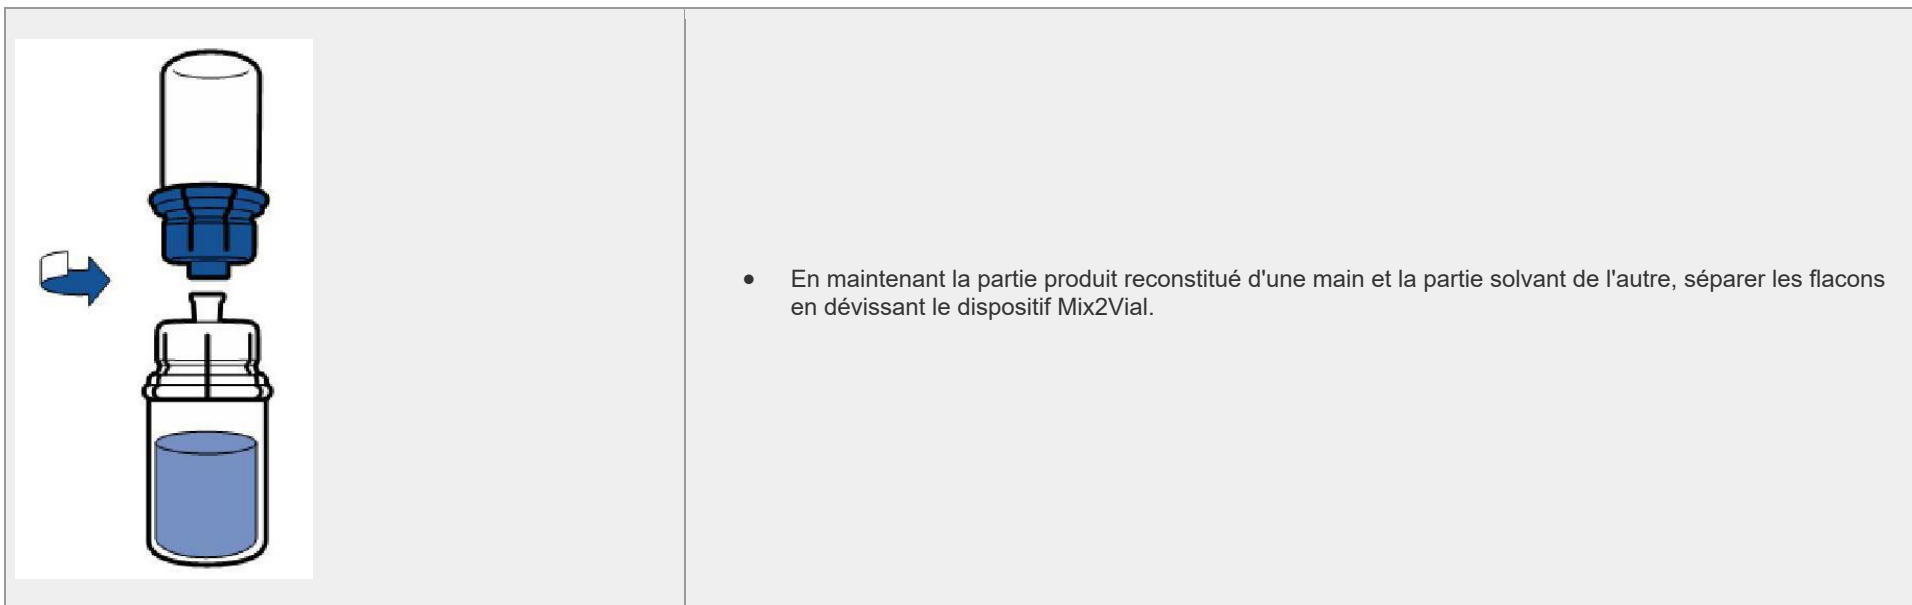 • En maintenant la partie produit reconstitué d'une main et la partie solvant de l'autre, séparer les flacons
en dévissant le dispositif Mix2Vial.